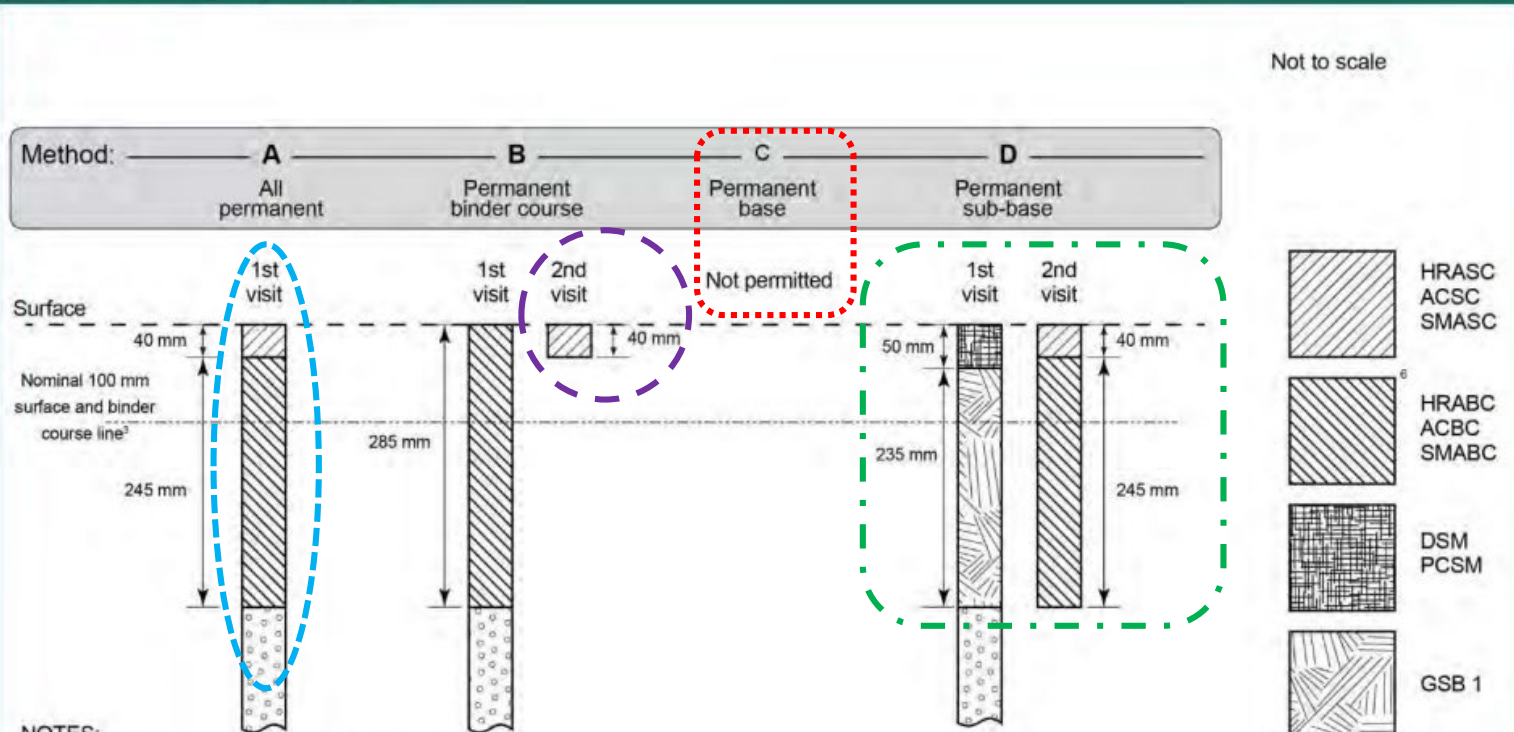 Not to scale
Method: A B C D
All
permanent
Permanent
binder course
Permanent
base
Permanent
sub-base
1st
visit
1st
visit
2nd
visit
Not permitted
1st
visit
2nd
visit
Surface
40 mm
40 mm
50 mm
40 mm
Nominal 100 mm
surface and binder
course line³
285 mm
235 mm
245 mm
245 mm
HRASC
ACSC
SMASC
6
HRABC
ACBC
SMABC
DSM
PCSM
GSB 1
NOTES: